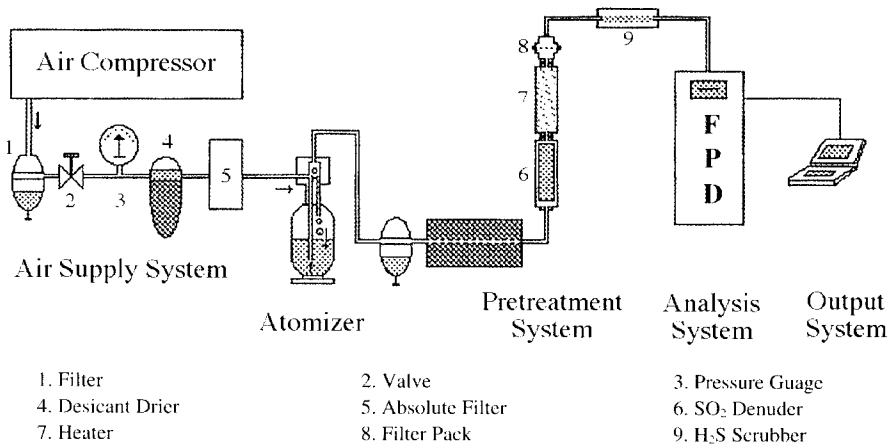 Air Compressor
1
2
3
4
5
6
7
8
9
F
P
D
Air Supply System
Atomizer
Pretreatment
System
Analysis
System
Output
System
1. Filter
2. Valve
3. Pressure Guage
4. Desicant Drier
5. Absolute Filter
6. SO₂ Denuder
7. Heater
8. Filter Pack
9. H₂S Scrubber